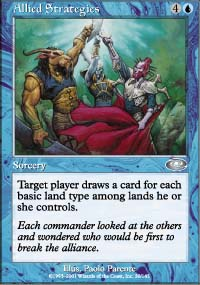 Allied Strategies 4
Sorcery
Target player draws a card for each
basic land type among lands he or
she controls.
Each commander looked at the others
and wondered who would be first to
break the alliance.
Illus. Paolo Parente